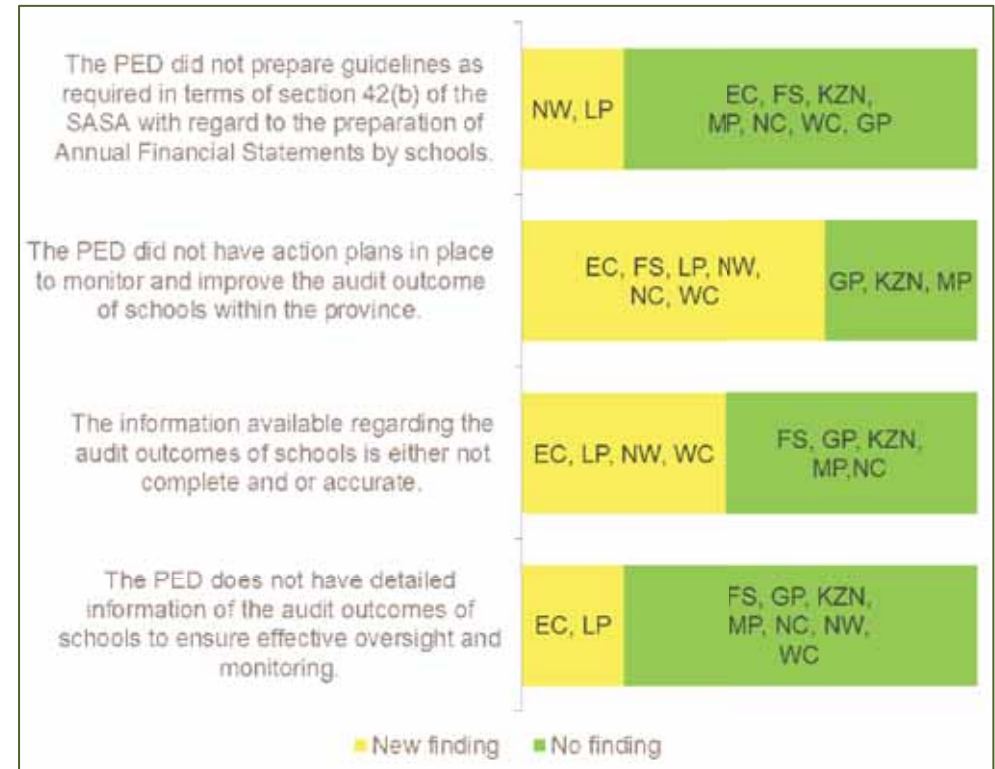 The PED did not prepare guidelines as
required in terms of section 42(b) of the
SASA with regard to the preparation of
Annual Financial Statements by schools.
NW, LP
EC, FS, KZN,
MP, NC, WC, GP
The PED did not have action plans in place
to monitor and improve the audit outcome
of schools within the province.
EC, FS, LP, NW,
NC, WC
GP, KZN, MP
The information available regarding the
audit outcomes of schools is either not
complete and or accurate.
EC, LP, NW, WC
FS, GP, KZN,
MP,NC
The PED does not have detailed
information of the audit outcomes of
schools to ensure effective oversight and
monitoring.
EC, LP
FS, GP, KZN,
MP, NC, NW,
WC
New finding
No finding